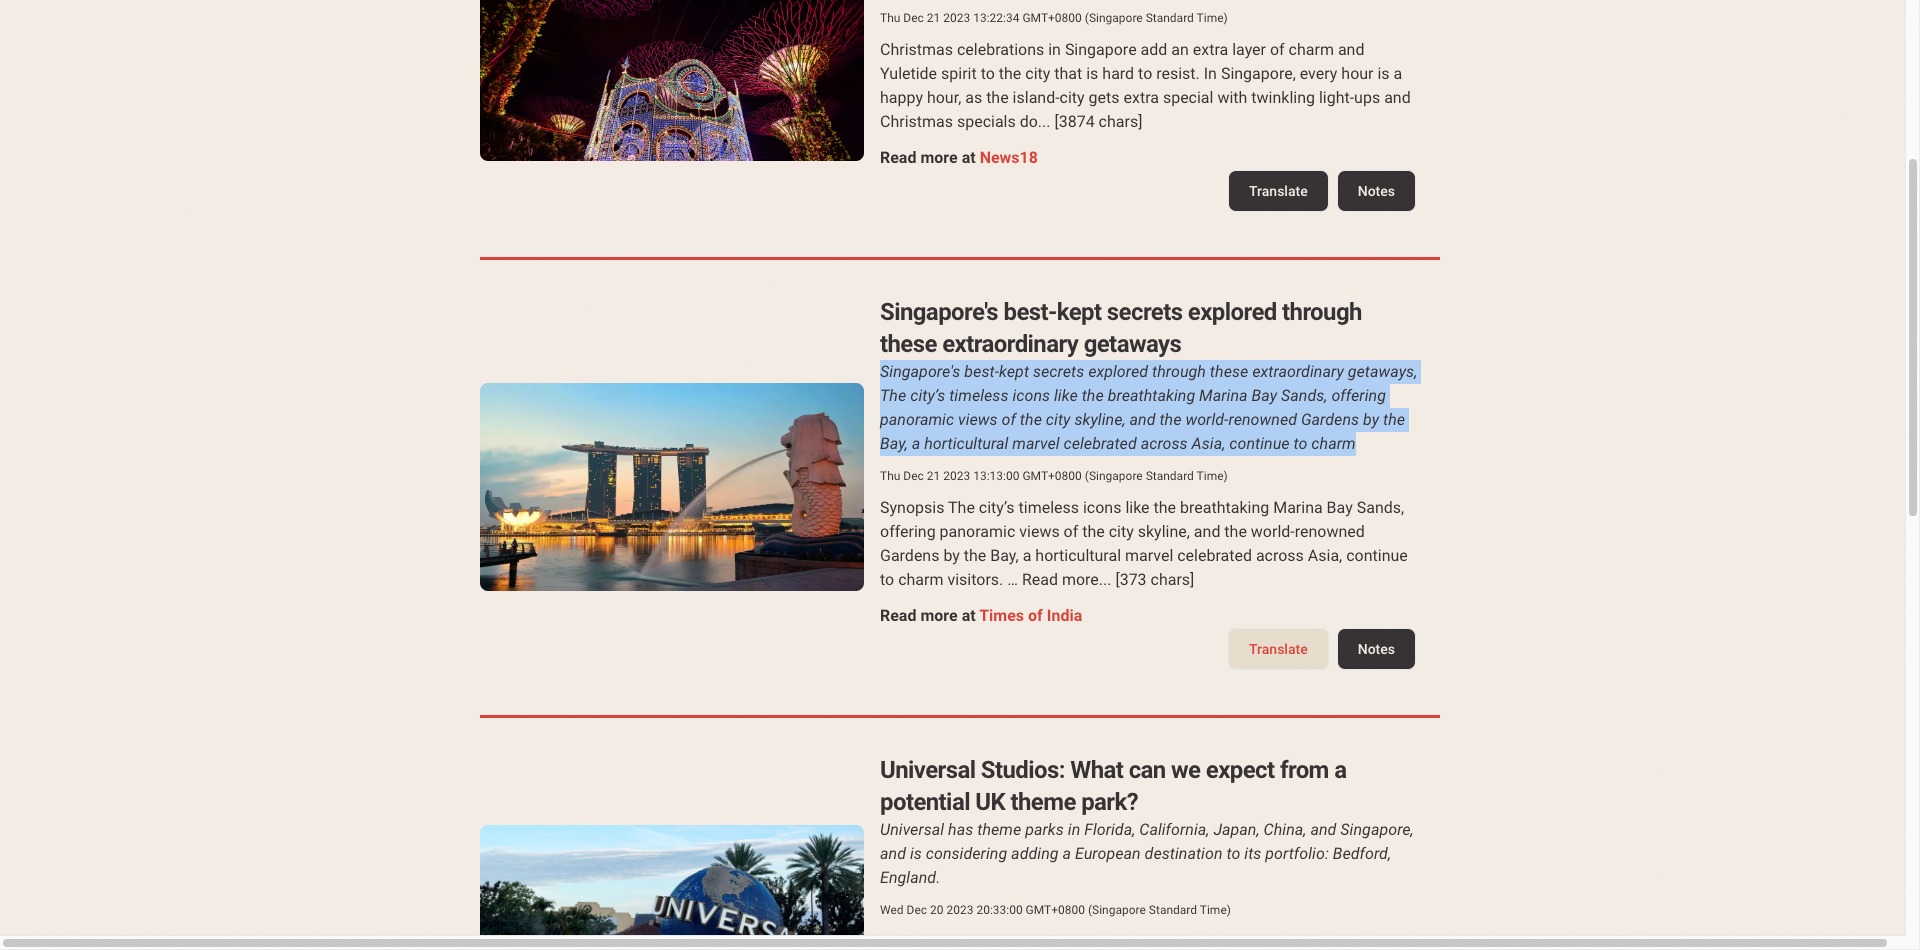 Thu Dec 21 2023 13:22:34 GMT+0800 (Singapore Standard Time)
Christmas celebrations in Singapore add an extra layer of charm and
Yuletide spirit to the city that is hard to resist. In Singapore, every hour is a
happy hour, as the island-city gets extra special with twinkling light-ups and
Christmas specials do... [3874 chars]
Read more at News18
Translate
Notes
Singapore's best-kept secrets explored through
these extraordinary getaways
Singapore's best-kept secrets explored through these extraordinary getaways,
The city’s timeless icons like the breathtaking Marina Bay Sands, offering
panoramic views of the city skyline, and the world-renowned Gardens by the
Bay, a horticultural marvel celebrated across Asia, continue to charm
Thu Dec 21 2023 13:13:00 GMT+0800 (Singapore Standard Time)
Synopsis The city’s timeless icons like the breathtaking Marina Bay Sands,
offering panoramic views of the city skyline, and the world-renowned
Gardens by the Bay, a horticultural marvel celebrated across Asia, continue
to charm visitors. … Read more... [373 chars]
Read more at Times of India
Translate
Notes
Universal Studios: What can we expect from a
potential UK theme park?
Universal has theme parks in Florida, California, Japan, China, and Singapore,
and is considering adding a European destination to its portfolio: Bedford,
England.
Wed Dec 20 2023 20:33:00 GMT+0800 (Singapore Standard Time)
UNIVERSA